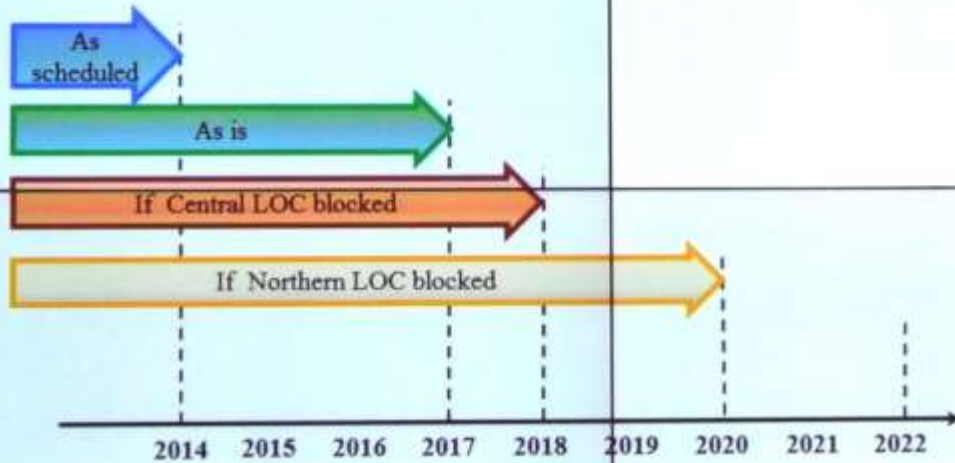 As
scheduled
As is
If Central LOC blocked
If Northern LOC blocked
2014 2015 2016 2017 2018 2019 2020 2021 2022